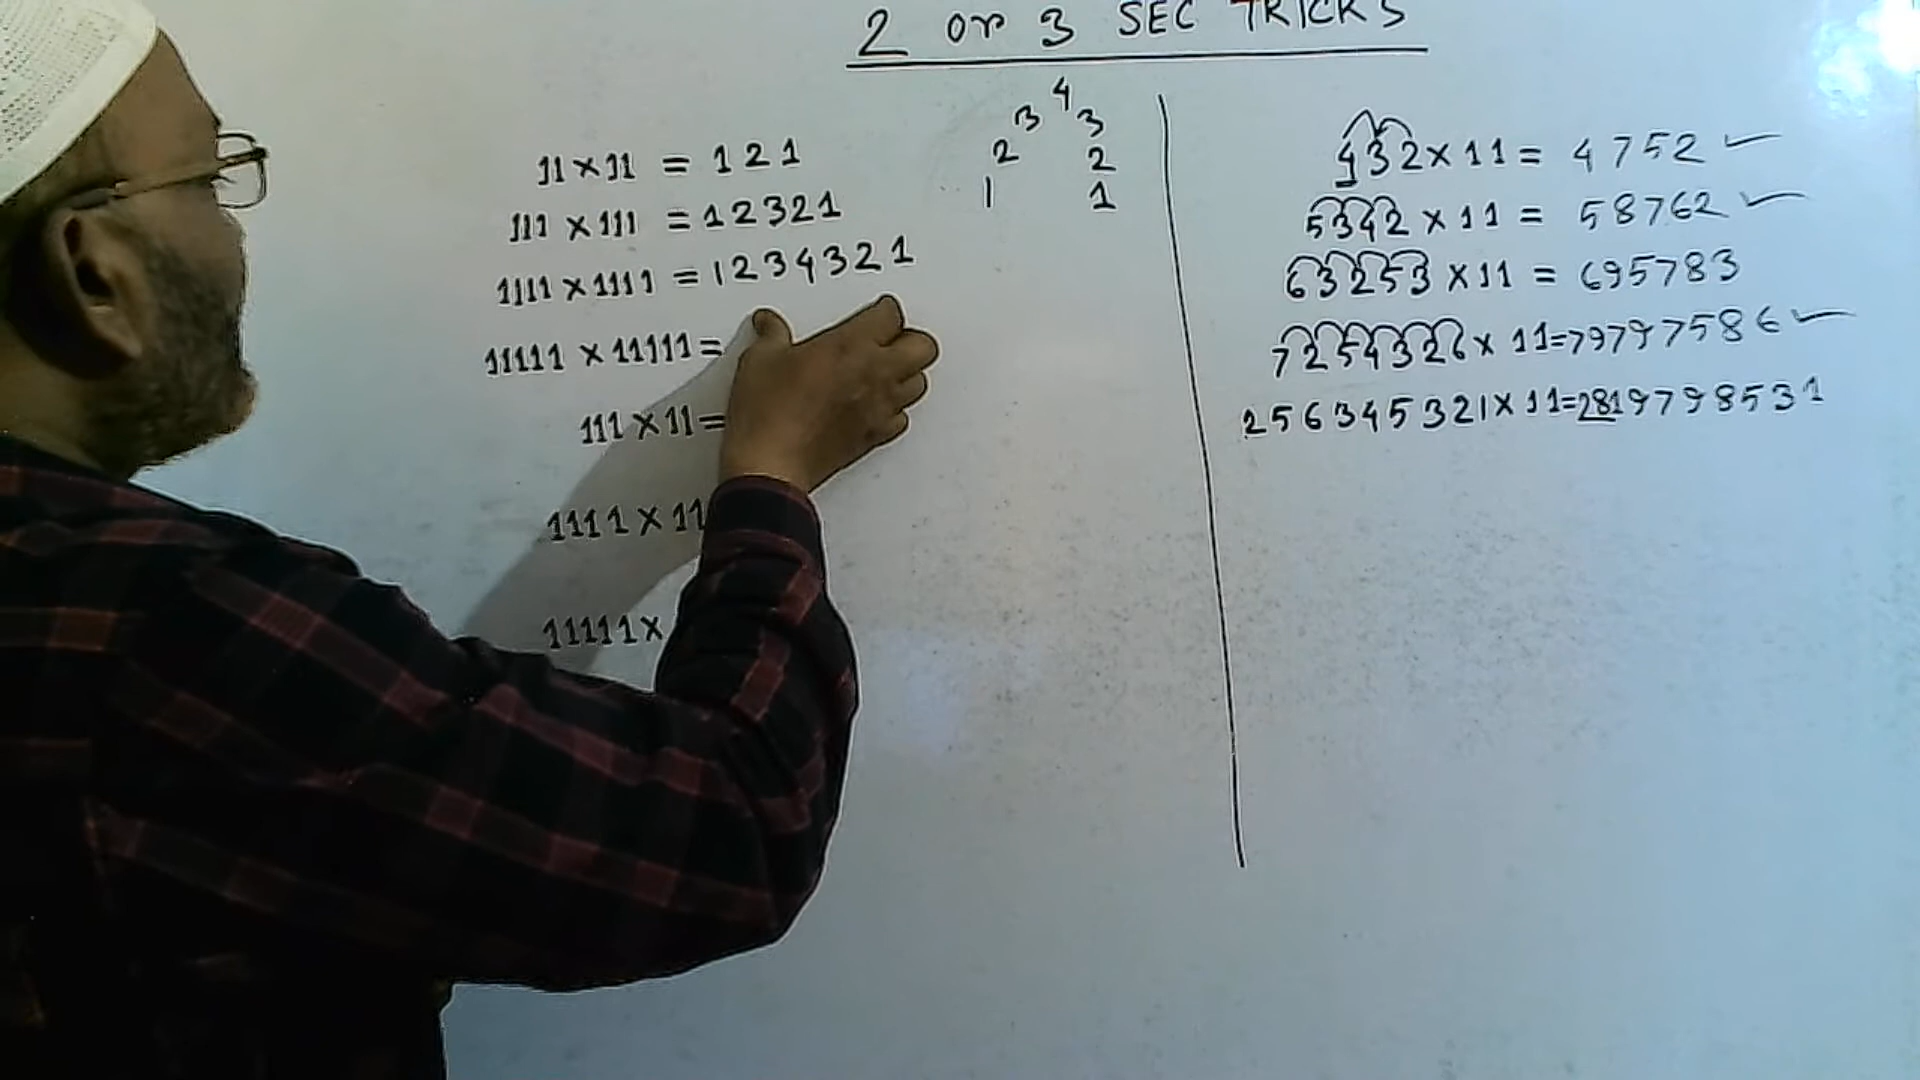 2 or 3 SEC TRICKS
11 × 11 = 121
111 × 111 = 12321
1111 × 1111 = 1234321
11111 × 11111 =
111 × 11 =
1111 × 11
11111 ×
4
3 3
2 2
1 1
432 × 11 = 4752
5342 × 11 = 58762
63253 × 11 = 695783
7254326 × 11 = 79797586
256345321 × 11 = 2819798531